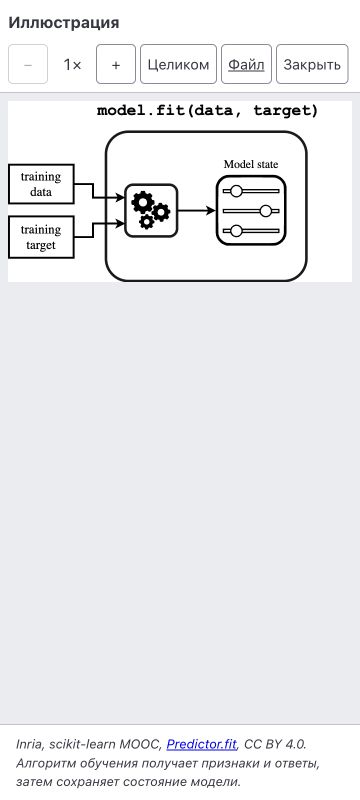 Иллюстрация
− 1× + Целиком Файл Закрыть
model.fit(data, target)
Model state
training
data
training
target
Inria, scikit-learn MOOC, Predictor.fit, CC BY 4.0.
Алгоритм обучения получает признаки и ответы,
затем сохраняет состояние модели.